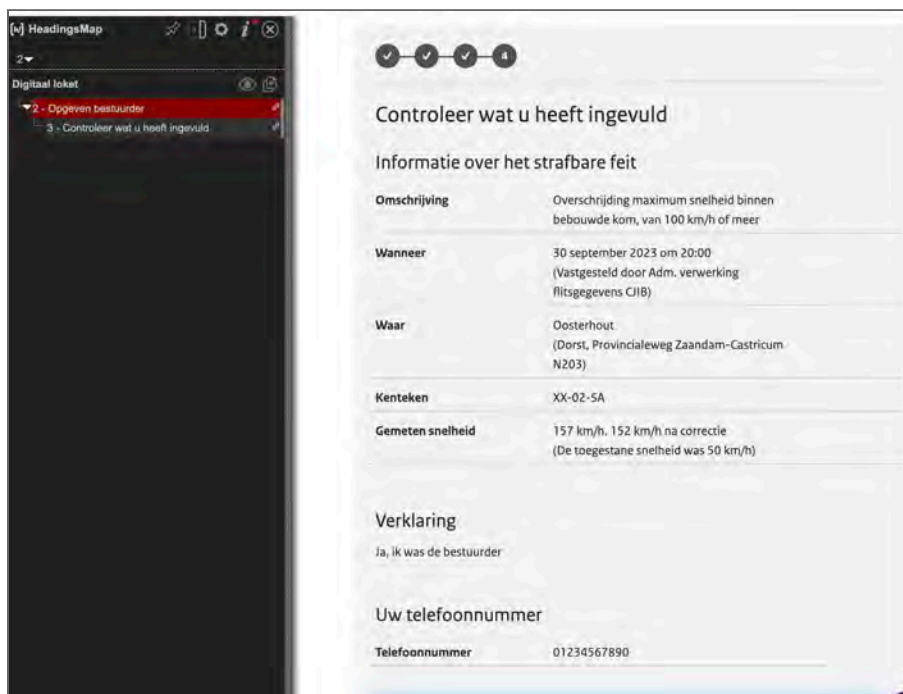 HeadingsMap
2
Digitaal loket
2 - Opgeven bestuurder
3 - Controleer wat u heeft ingevuld
4
Controleer wat u heeft ingevuld
Informatie over het strafbare feit
Omschrijving Overschrijding maximum snelheid binnen
bebouwde kom, van 100 km/h of meer
Wanneer 30 september 2023 om 20:00
(Vastgesteld door Adm. verwerking
flitsgegevens CJIB)
Waar Oosterhout
(Dorst, Provincialeweg Zaandam-Castricum
N203)
Kenteken XX-02-SA
Gemeten snelheid 157 km/h. 152 km/h na correctie
(De toegestane snelheid was 50 km/h)
Verklaring
Ja, ik was de bestuurder
Uw telefoonnummer
Telefoonnummer 01234567890